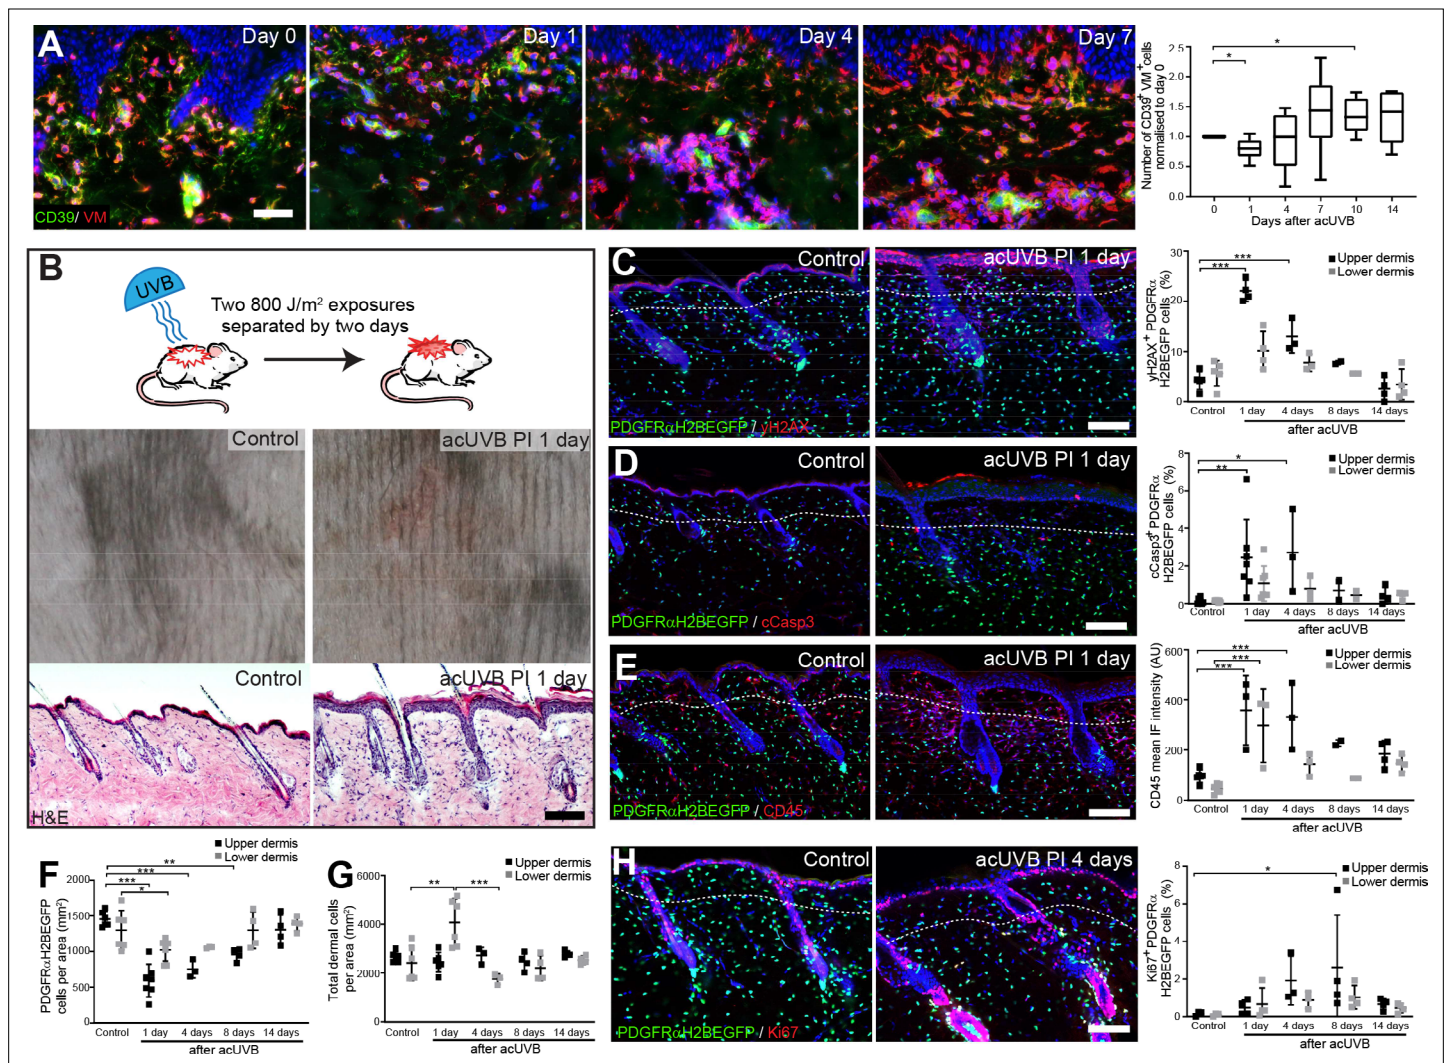 A
Day 0
Day 1
Day 4
Day 7
CD39/ VM
Number of CD39+ VM+cells
normalised to day 0
2.5
2.0
1.5
1.0
0.5
0.0
*
*
0
1
4
7
10
14
Days after acUVB
B
UVB
Two 800 J/m² exposures
separated by two days
Control
acUVB PI 1 day
Control
acUVB PI 1 day
H&E
C
Control
acUVB PI 1 day
PDGFRαH2BEGFP / γH2AX
γH2AX+ PDGFRα
H2BEGFP cells (%)
30
20
10
0
***
***
Upper dermis
Lower dermis
Control
1 day
4 days
8 days
14 days
after acUVB
D
Control
acUVB PI 1 day
PDGFRαH2BEGFP / cCasp3
cCasp3+ PDGFRα
H2BEGFP cells (%)
8
6
4
2
0
*
**
Upper dermis
Lower dermis
Control
1 day
4 days
8 days
14 days
after acUVB
E
Control
acUVB PI 1 day
PDGFRαH2BEGFP / CD45
CD45 mean IF intensity (AU)
600
400
200
0
***
***
***
Upper dermis
Lower dermis
Control
1 day
4 days
8 days
14 days
after acUVB
F
Upper dermis
Lower dermis
PDGFRαH2BEGFP
cells per area (mm²)
2000
1500
1000
500
0
**
***
***
*
Control
1 day
4 days
8 days
14 days
after acUVB
G
Upper dermis
Lower dermis
Total dermal cells
per area (mm²)
6000
4000
2000
0
**
***
Control
1 day
4 days
8 days
14 days
after acUVB
H
Control
acUVB PI 4 days
PDGFRαH2BEGFP / Ki67
Ki67+ PDGFRα
H2BEGFP cells (%)
8
6
4
2
0
*
Upper dermis
Lower dermis
Control
1 day
4 days
8 days
14 days
after acUVB